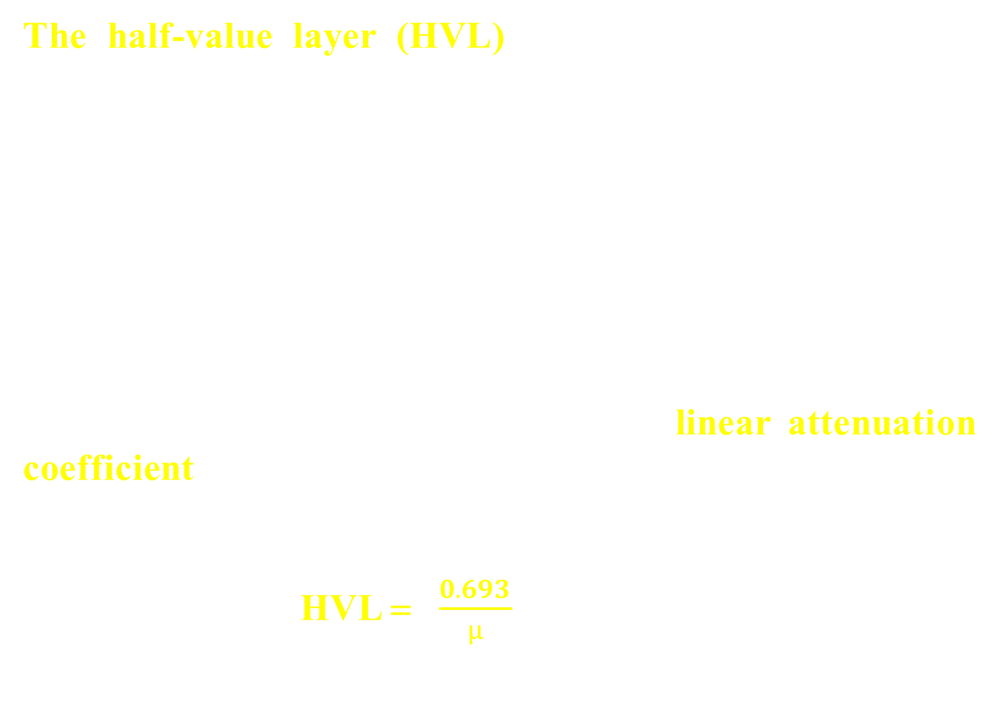 The half-value layer (HVL)
linear attenuation
coefficient
HVL = 0.693
μ